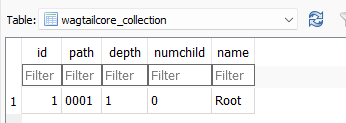 Table: wagtailcore_collection
id path depth numchild name
Filter Filter Filter Filter Filter
1 1 0001 1 0 Root